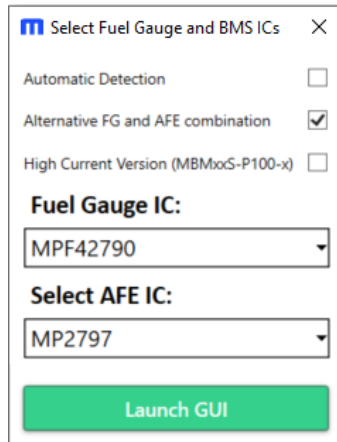 Select Fuel Gauge and BMS ICs
Automatic Detection
Alternative FG and AFE combination
High Current Version (MBMxxS-P100-x)
Fuel Gauge IC:
MPF42790
Select AFE IC:
MP2797
Launch GUI